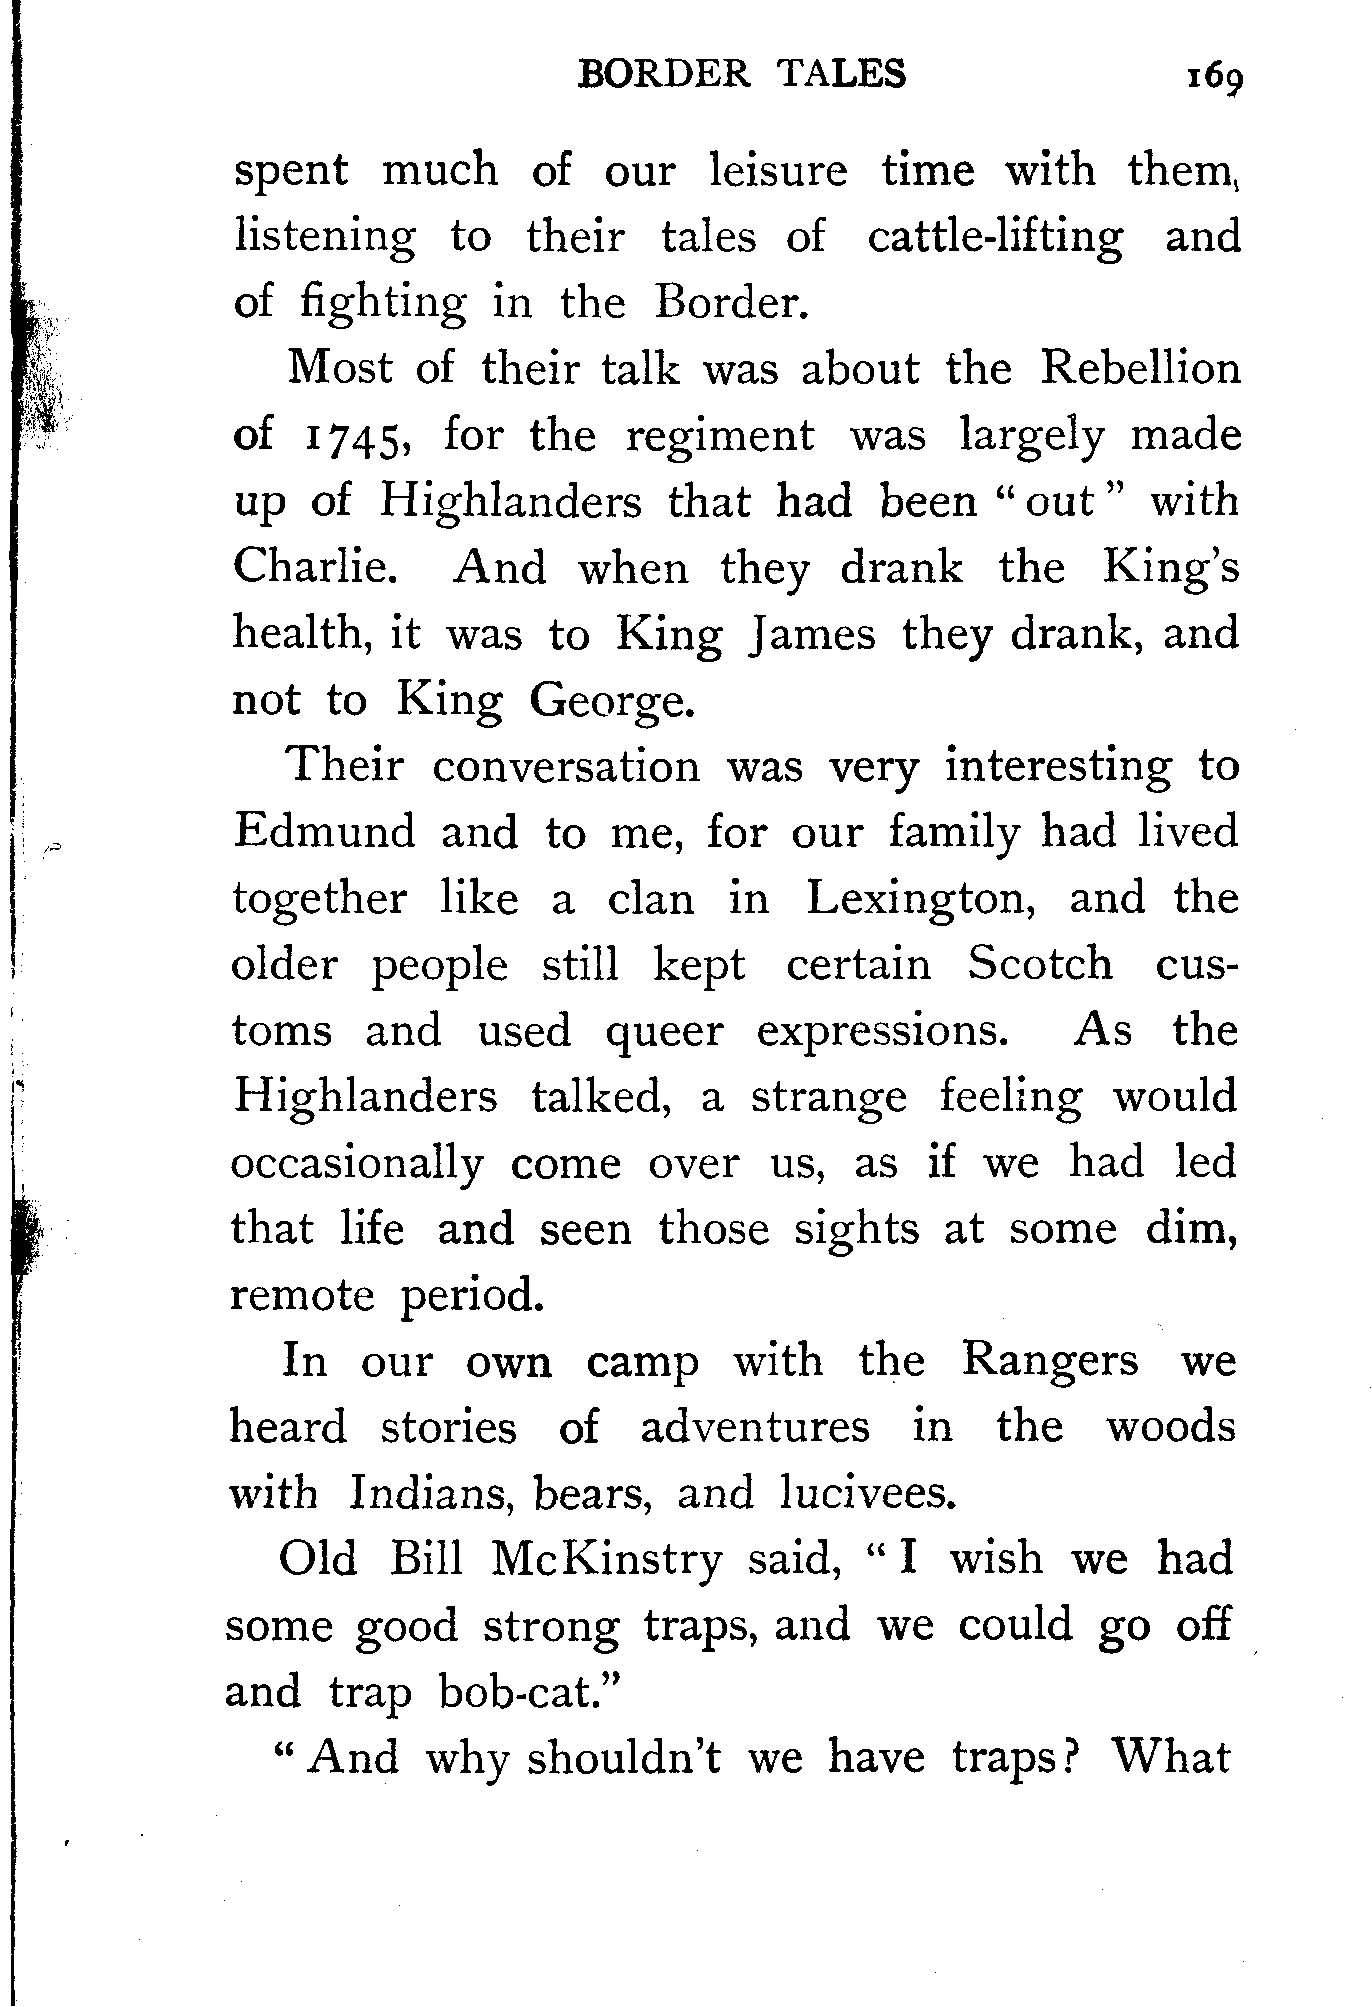 BORDER TALES 169
spent much of our leisure time with them,
listening to their tales of cattle-lifting and
of fighting in the Border.
Most of their talk was about the Rebellion
of 1745, for the regiment was largely made
up of Highlanders that had been “ out ” with
Charlie. And when they drank the King’s
health, it was to King James they drank, and
not to King George.
Their conversation was very interesting to
Edmund and to me, for our family had lived
together like a clan in Lexington, and the
older people still kept certain Scotch cus-
toms and used queer expressions. As the
Highlanders talked, a strange feeling would
occasionally come over us, as if we had led
that life and seen those sights at some dim,
remote period.
In our own camp with the Rangers we
heard stories of adventures in the woods
with Indians, bears, and lucivees.
Old Bill McKinstry said, “ I wish we had
some good strong traps, and we could go off
and trap bob-cat.”
“ And why shouldn’t we have traps? What